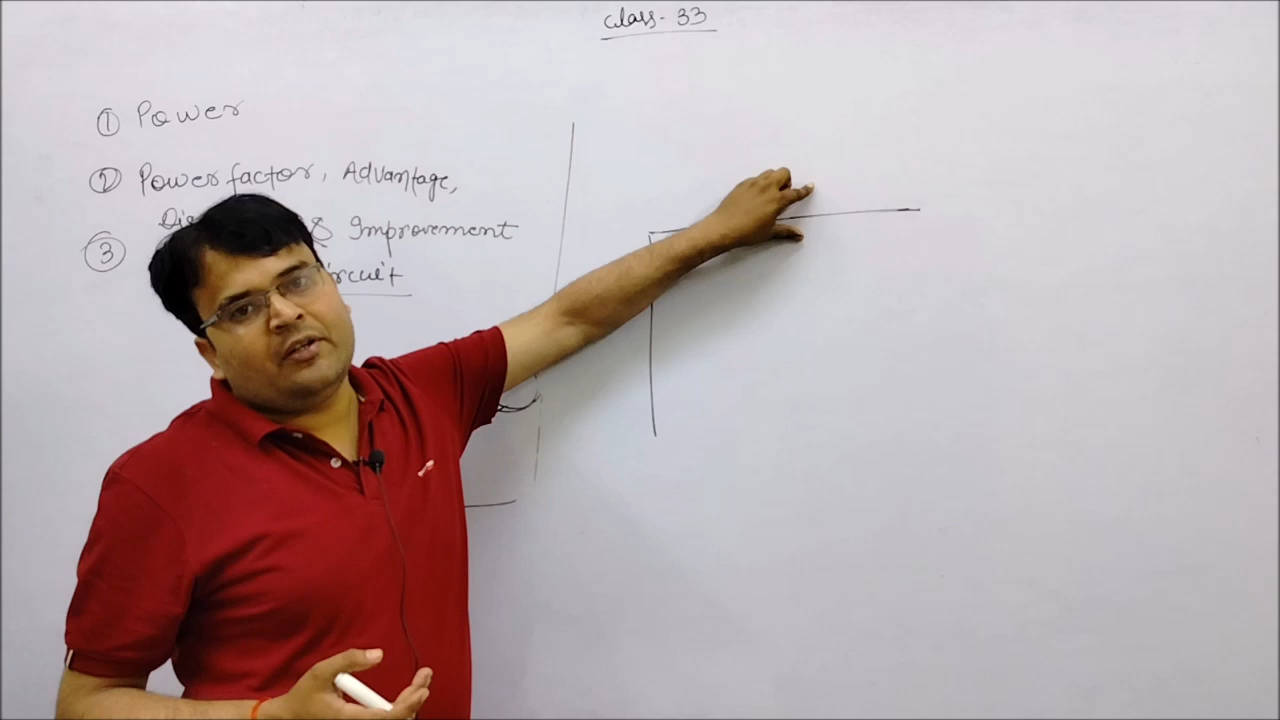 Class - 33
① Power
② Power factor, Advantage,
& Improvement
③